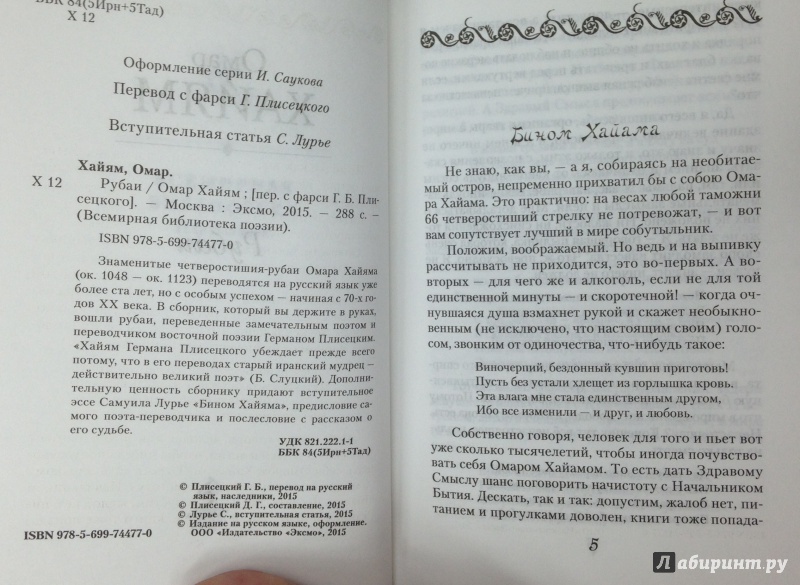 ББК 84(5Ирн+5Тад)
Х 12
Оформление серии И. Саукова
Перевод с фарси Г. Плисецкого
Вступительная статья С. Лурье
Хайям, Омар.
Х 12 Рубаи / Омар Хайям ; [пер. с фарси Г. Б. Пли-
сецкого]. — Москва : Эксмо, 2015. — 288 с. —
(Всемирная библиотека поэзии).
ISBN 978-5-699-74477-0
Знаменитые четверостишия-рубаи Омара Хайяма
(ок. 1048 — ок. 1123) переводятся на русский язык уже
более ста лет, но с особым успехом — начиная с 70-х го-
дов XX века. В сборник, который вы держите в руках,
вошли рубаи, переведенные замечательным поэтом и
переводчиком восточной поэзии Германом Плисецким.
«Хайям Германа Плисецкого убеждает прежде всего
потому, что в его переводах старый иранский мудрец —
действительно великий поэт» (Б. Слуцкий). Дополни-
тельную ценность сборнику придают вступительное
эссе Самуила Лурье «Бином Хайяма», предисловие са-
мого поэта-переводчика и послесловие с рассказом о
его судьбе.
УДК 821.222.1-1
ББК 84(5Ирн+5Тад)
© Плисецкий Г. Б., перевод на русский
язык, наследники, 2015
© Плисецкий Д. Г., составление, 2015
© Лурье С., вступительная статья, 2015
© Издание на русском языке, оформление.
ООО «Издательство «Эксмо», 2015
ISBN 978-5-699-74477-0
Бином Хайама
Не знаю, как вы, — а я, собираясь на необитае-
мый остров, непременно прихватил бы с собою Ома-
ра Хайама. Это практично: на весах любой таможни
66 четверостиший стрелку не потревожат, — и вот
вам сопутствует лучший в мире собутыльник.
Положим, воображаемый. Но ведь и на выпивку
рассчитывать не приходится, это во-первых. А во-
вторых — для чего же и алкоголь, если не для той
единственной минуты — и скоротечной! — когда оч-
нувшаяся душа взмахнет рукой и скажет необыкно-
венным (не исключено, что настоящим своим) голо-
сом, звонким от одиночества, что-нибудь такое:
Виночерпий, бездонный кувшин приготовь!
Пусть без устали хлещет из горлышка кровь.
Эта влага мне стала единственным другом,
Ибо все изменили — и друг, и любовь.
Собственно говоря, человек для того и пьет вот
уже сколько тысячелетий, чтобы иногда почувство-
вать себя Омаром Хайамом. То есть дать Здравому
Смыслу шанс поговорить начистоту с Начальником
Бытия. Дескать, так и так: допустим, жалоб нет, пи-
танием и прогулками доволен, книги тоже попада-
5
Лабиринт.ру